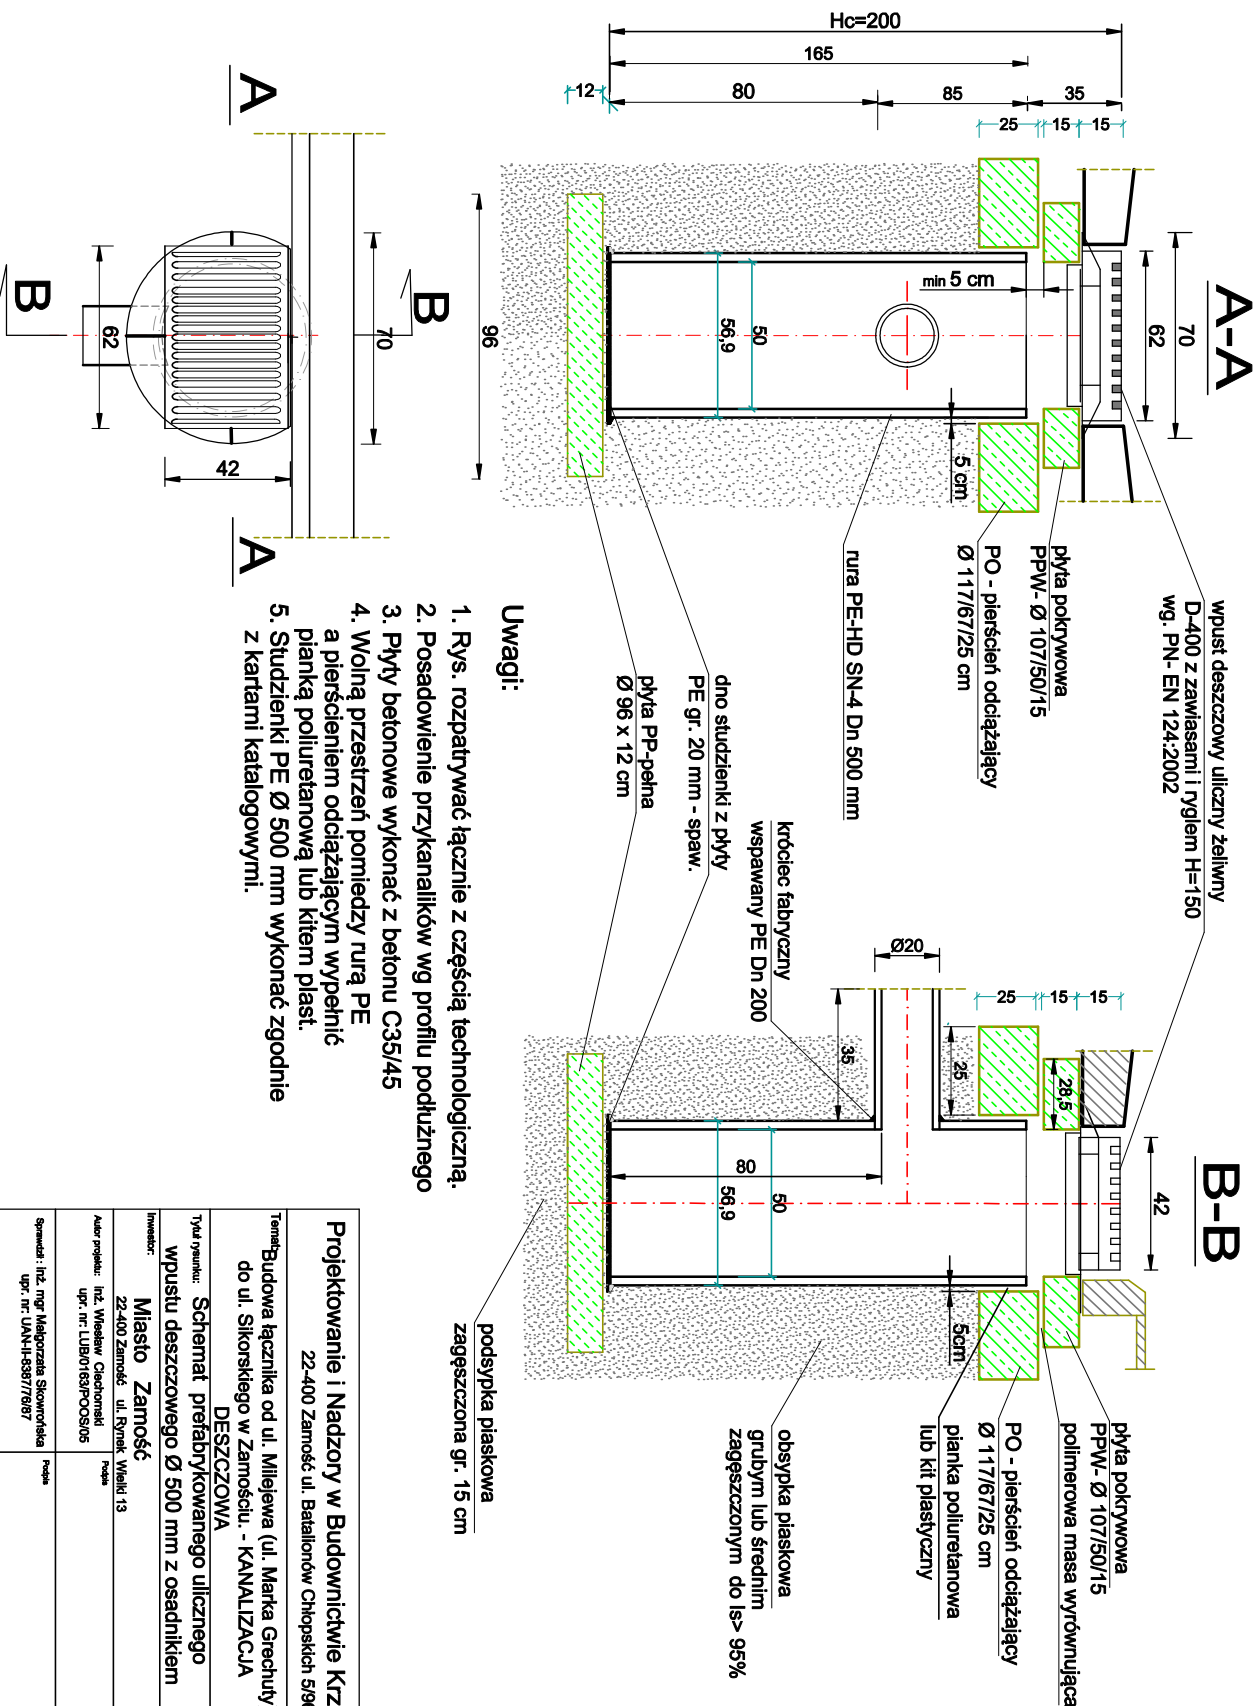 A-A
70
62
Hc=200
165
80
85
35
12
25
15
15
min 5 cm
50
56,9
5 cm
96
wpust deszczowy uliczny żeliwny
D-400 z zawiasami i ryglem H=150
wg. PN- EN 124:2002
płyta pokrywowa
PPW- Ø 107/50/15
PO - pierścień odciążający
Ø 117/67/25 cm
rura PE-HD SN-4 Dn 500 mm
dno studzienki z płyty
PE gr. 20 mm - spaw.
płyta PP-pełna
Ø 96 x 12 cm
króciec fabryczny
wspawany PE Dn 200
B-B
42
Ø20
25
15
15
28,5
25
35
80
50
56,9
5cm
płyta pokrywowa
PPW- Ø 107/50/15
polimerowa masa wyrównująca
PO - pierścień odciążający
Ø 117/67/25 cm
pianka poliuretanowa
lub kit plastyczny
obsypka piaskowa
grubym lub średnim
zagęszczonym do Is> 95%
podsypka piaskowa
zagęszczona gr. 15 cm
A
A
B
B
70
62
42
Uwagi:
1. Rys. rozpatrywać łącznie z częścią technologiczną.
2. Posadowienie przykanalików wg profilu podłużnego
3. Płyty betonowe wykonać z betonu C35/45
4. Wolną przestrzeń pomiedzy rurą PE
a pierścieniem odciążającym wypełnić
pianką poliuretanową lub kitem plast.
5. Studzienki PE Ø 500 mm wykonać zgodnie
z kartami katalogowymi.
Projektowanie i Nadzory w Budownictwie Krz
22-400 Zamość ul. Batalionów Chłopskich 5/96
Temat: Budowa łącznika od ul. Milejewa (ul. Marka Grechuty
do ul. Sikorskiego w Zamościu. - KANALIZACJA
DESZCZOWA
Tytuł rysunku: Schemat prefabrykowanego ulicznego
wpustu deszczowego Ø 500 mm z osadnikiem
Inwestor: Miasto Zamość
22-400 Zamość ul. Rynek Wielki 13
Autor projektu: inż. Wiesław Ciechomski
upr. nr: LUB/0163/POOS/05
Podpis
Sprawdził : inż. mgr Małgorzata Skowrońska
upr. nr: UAN-II-8387/76/87
Podpis